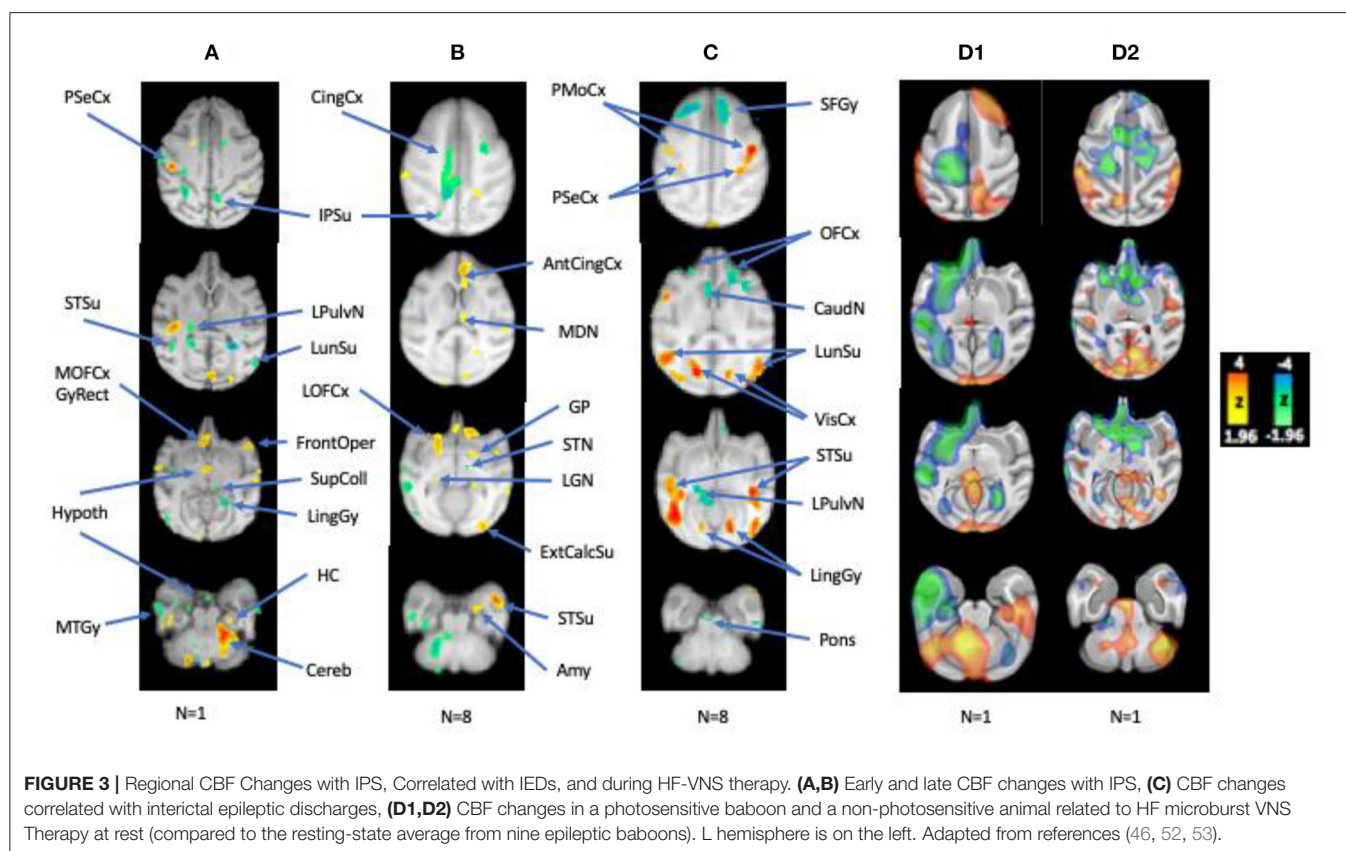 A B C D1 D2
PSeCx CingCx PMoCx SFGy
PSeCx
IPSu
OFCx
AntCingCx
STSu LPulvN CaudN
MDN
LunSu LunSu
MOFCx
GyRect LOFCx GP VisCx
FrontOper STN STSu
SupColl
LGN LPulvN
Hypoth LingGy
ExtCalcSu
HC LingGy
MTGy STSu
Pons
Cereb Amy
4 -4
z z
1.96 -1.96
N=1 N=8 N=8 N=1 N=1
FIGURE 3 | Regional CBF Changes with IPS, Correlated with IEDs, and during HF-VNS therapy. (A,B) Early and late CBF changes with IPS, (C) CBF changes
correlated with interictal epileptic discharges, (D1,D2) CBF changes in a photosensitive baboon and a non-photosensitive animal related to HF microburst VNS
Therapy at rest (compared to the resting-state average from nine epileptic baboons). L hemisphere is on the left. Adapted from references (46, 52, 53).